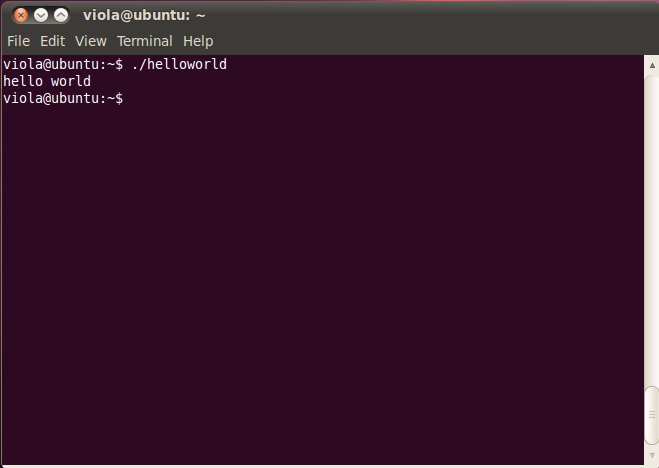 viola@ubuntu: ~
File Edit View Terminal Help
viola@ubuntu:~$ ./helloworld
hello world
viola@ubuntu:~$